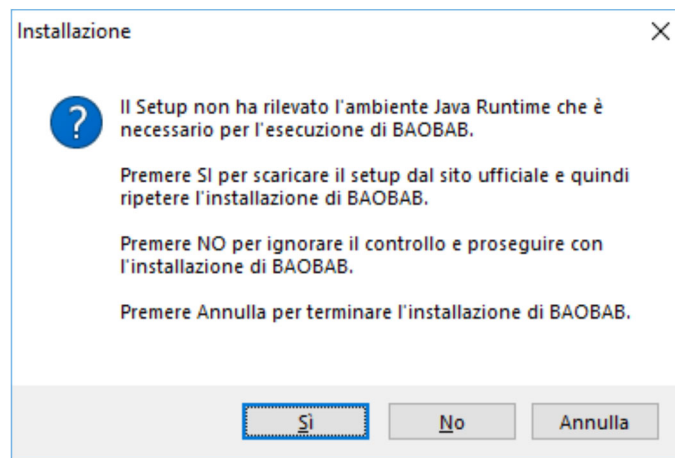 Installazione
Il Setup non ha rilevato l'ambiente Java Runtime che è
necessario per l'esecuzione di BAOBAB.
Premere SI per scaricare il setup dal sito ufficiale e quindi
ripetere l'installazione di BAOBAB.
Premere NO per ignorare il controllo e proseguire con
l'installazione di BAOBAB.
Premere Annulla per terminare l'installazione di BAOBAB.
Sì
No
Annulla